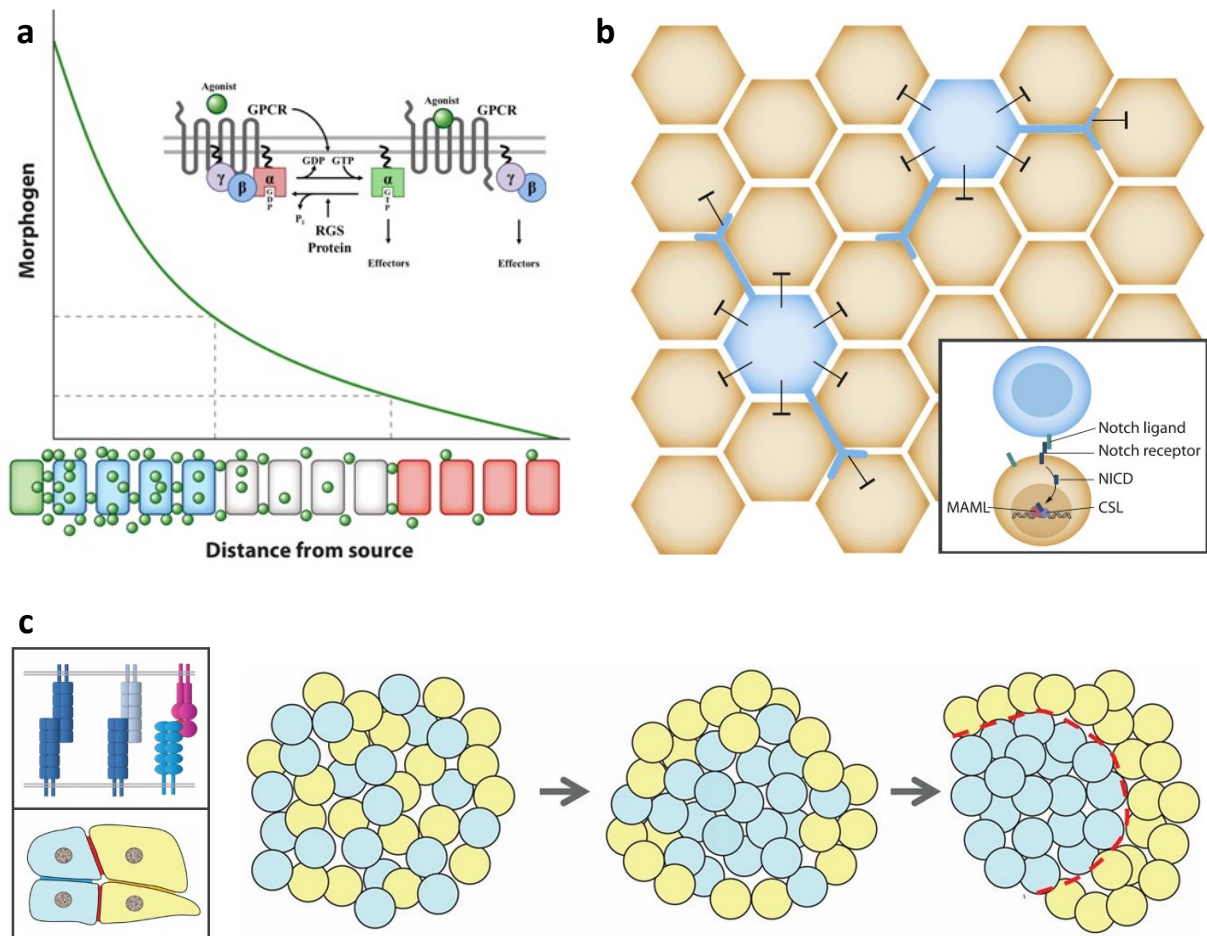 a
Morphogen
Agonist
GPCR
Agonist
GPCR
GDP GTP
γ
β
α
G
D
P
α
G
T
P
γ
β
Pi
RGS
Protein
Effectors
Effectors
Distance from source
b
Notch ligand
Notch receptor
NICD
MAML
CSL
c